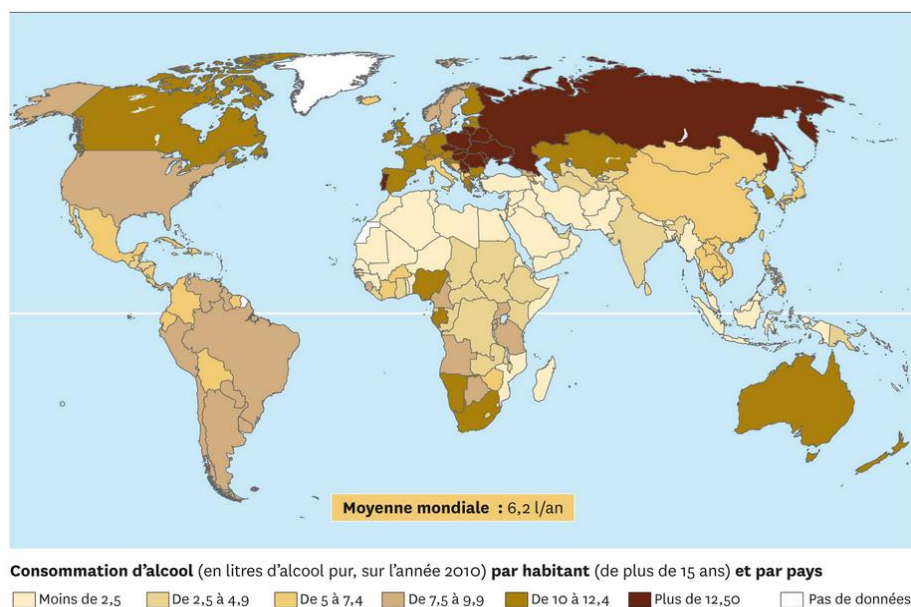 Moyenne mondiale : 6,2 l/an
Consommation d'alcool (en litres d'alcool pur, sur l'année 2010) par habitant (de plus de 15 ans) et par pays
Moins de 2,5 De 2,5 à 4,9 De 5 à 7,4 De 7,5 à 9,9 De 10 à 12,4 Plus de 12,50 Pas de données